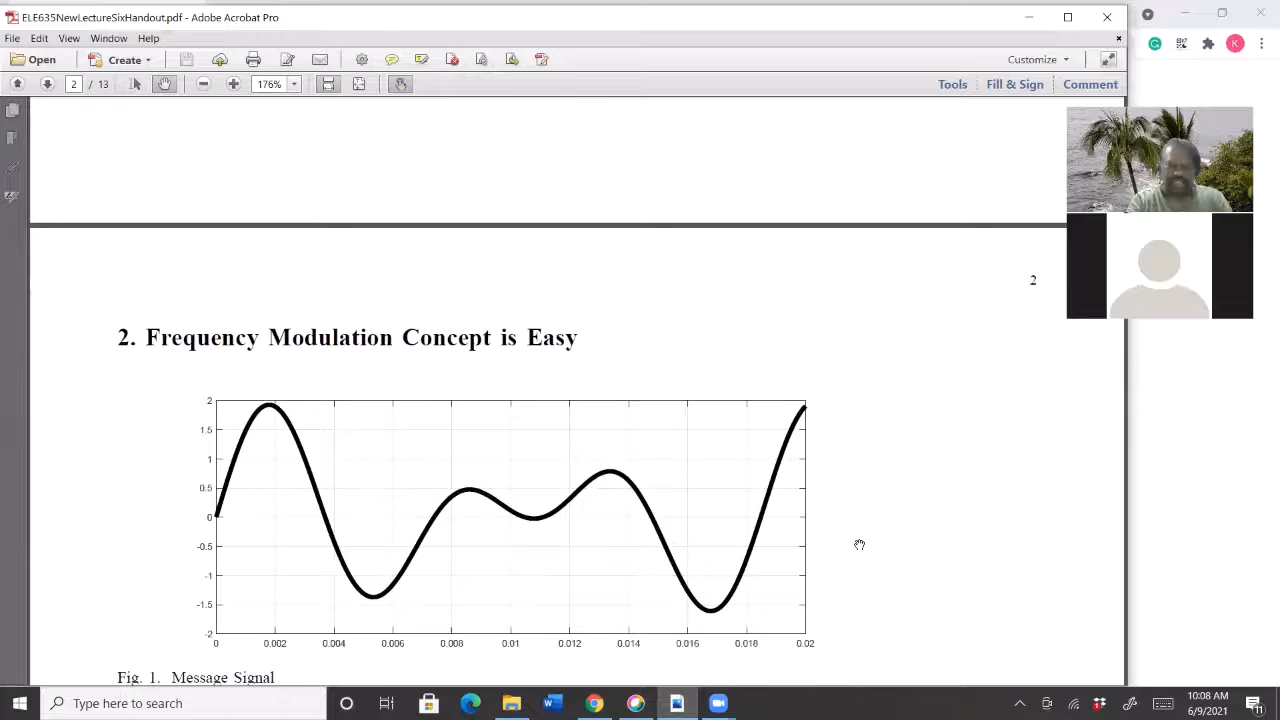 ELE635NewLectureSixHandout.pdf - Adobe Acrobat Pro
File Edit View Window Help
Open Create Customize
2 / 13 176% Tools Fill & Sign Comment
K
2
2. Frequency Modulation Concept is Easy
2
1.5
1
0.5
0
-0.5
-1
-1.5
-2
0 0.002 0.004 0.006 0.008 0.01 0.012 0.014 0.016 0.018 0.02
Fig. 1. Message Signal
Type here to search
10:08 AM
6/9/2021
11